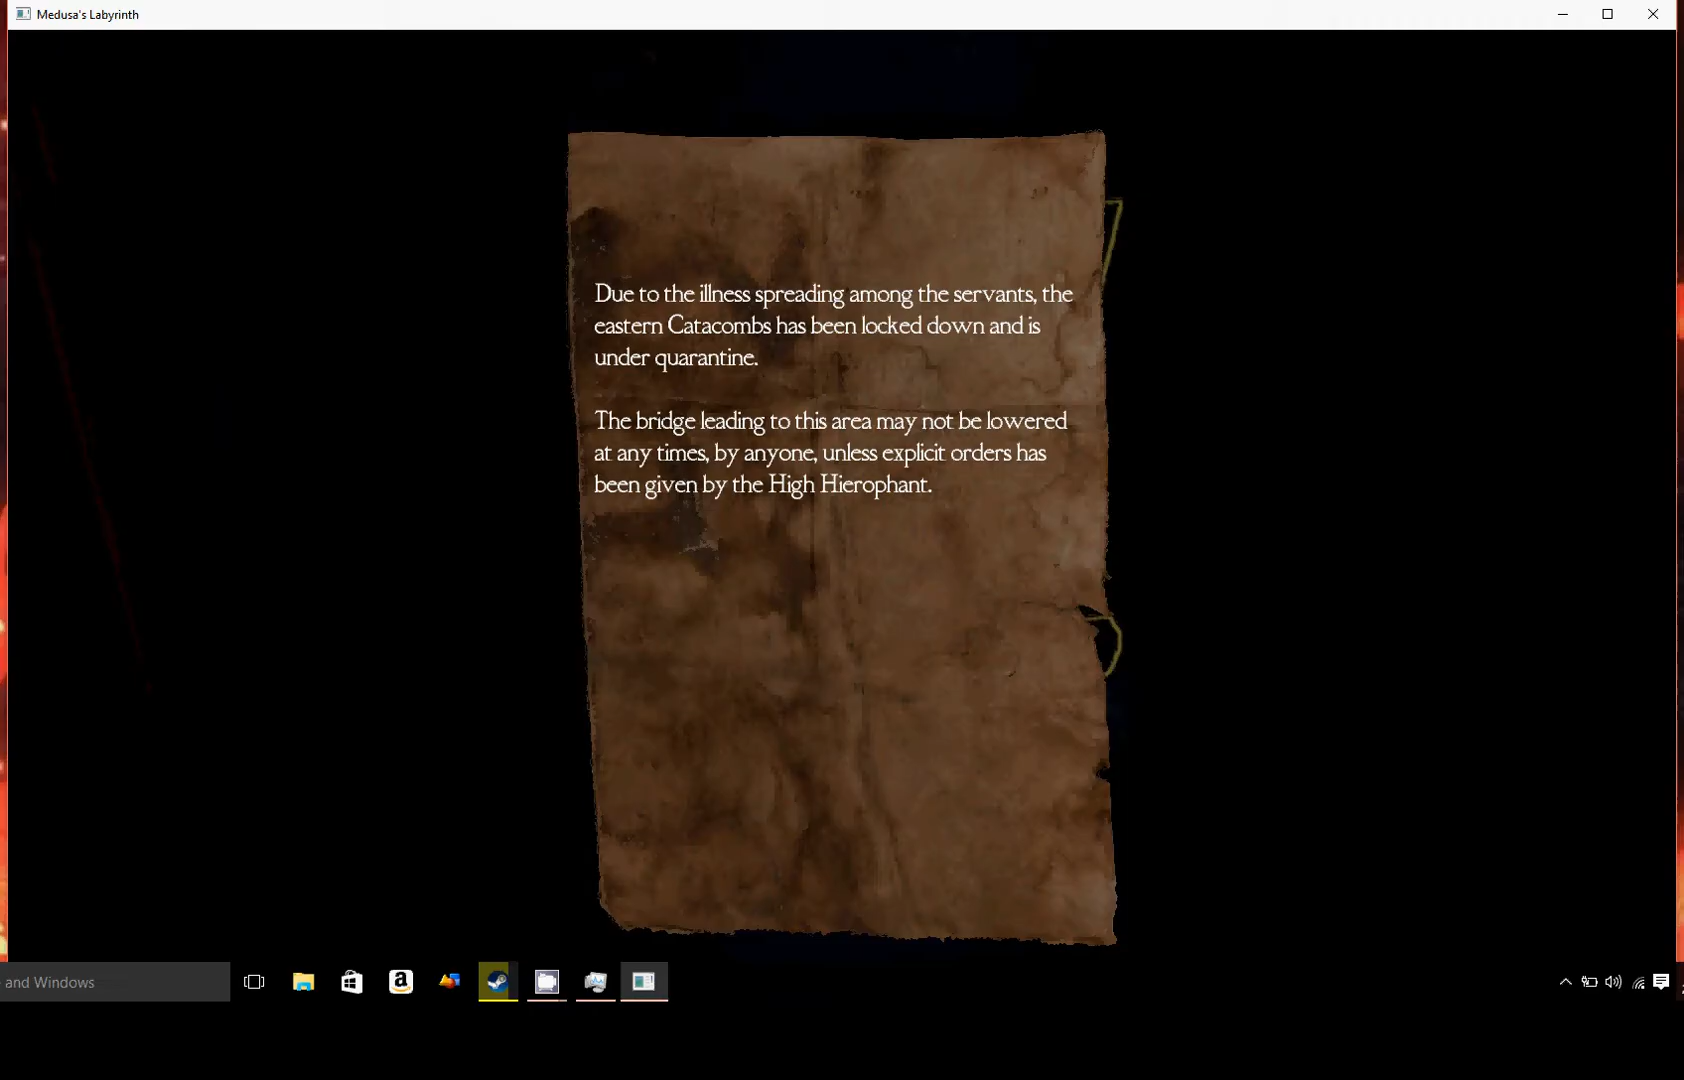 Medusa's Labyrinth
Due to the illness spreading among the servants, the
eastern Catacombs has been locked down and is
under quarantine.
The bridge leading to this area may not be lowered
at any times, by anyone, unless explicit orders has
been given by the High Hierophant.
and Windows